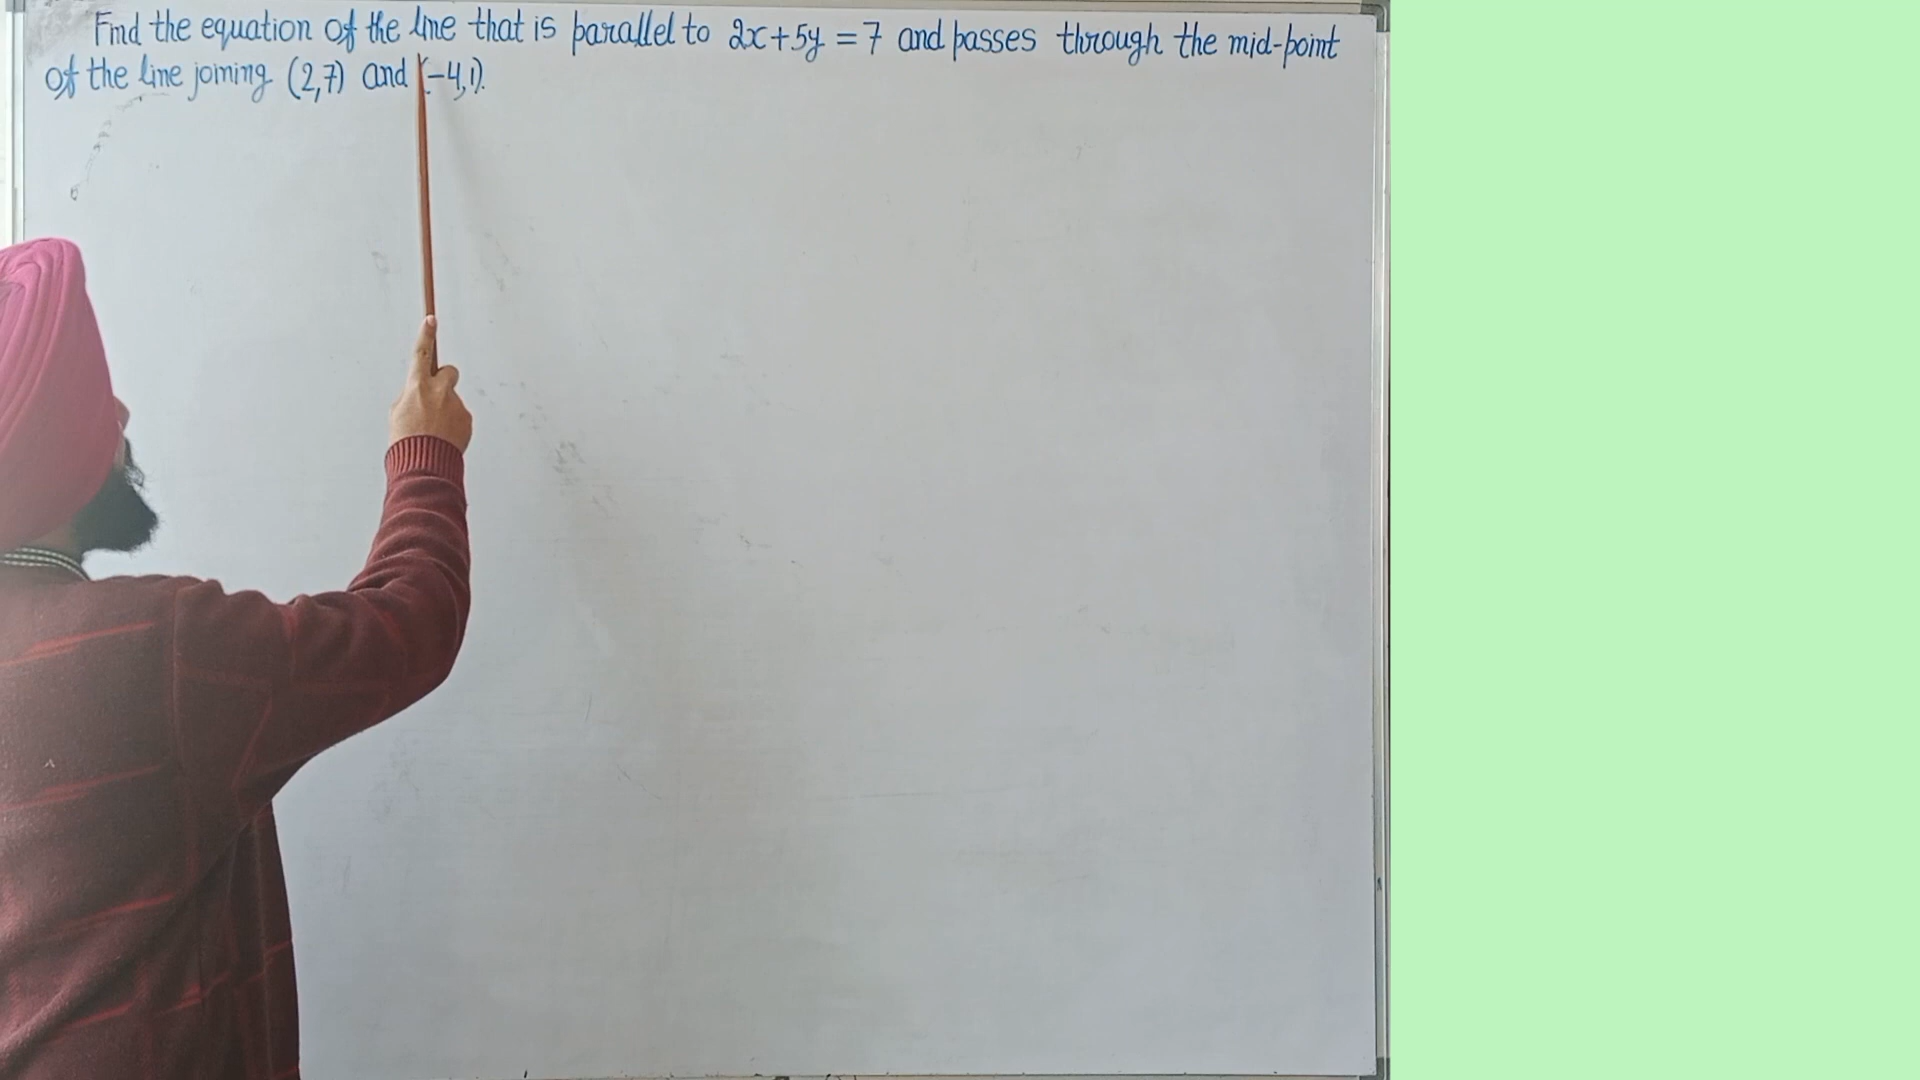 Find the equation of the line that is parallel to 2x+5y=7 and passes through the mid-point
of the line joining (2,7) and (-4,1).